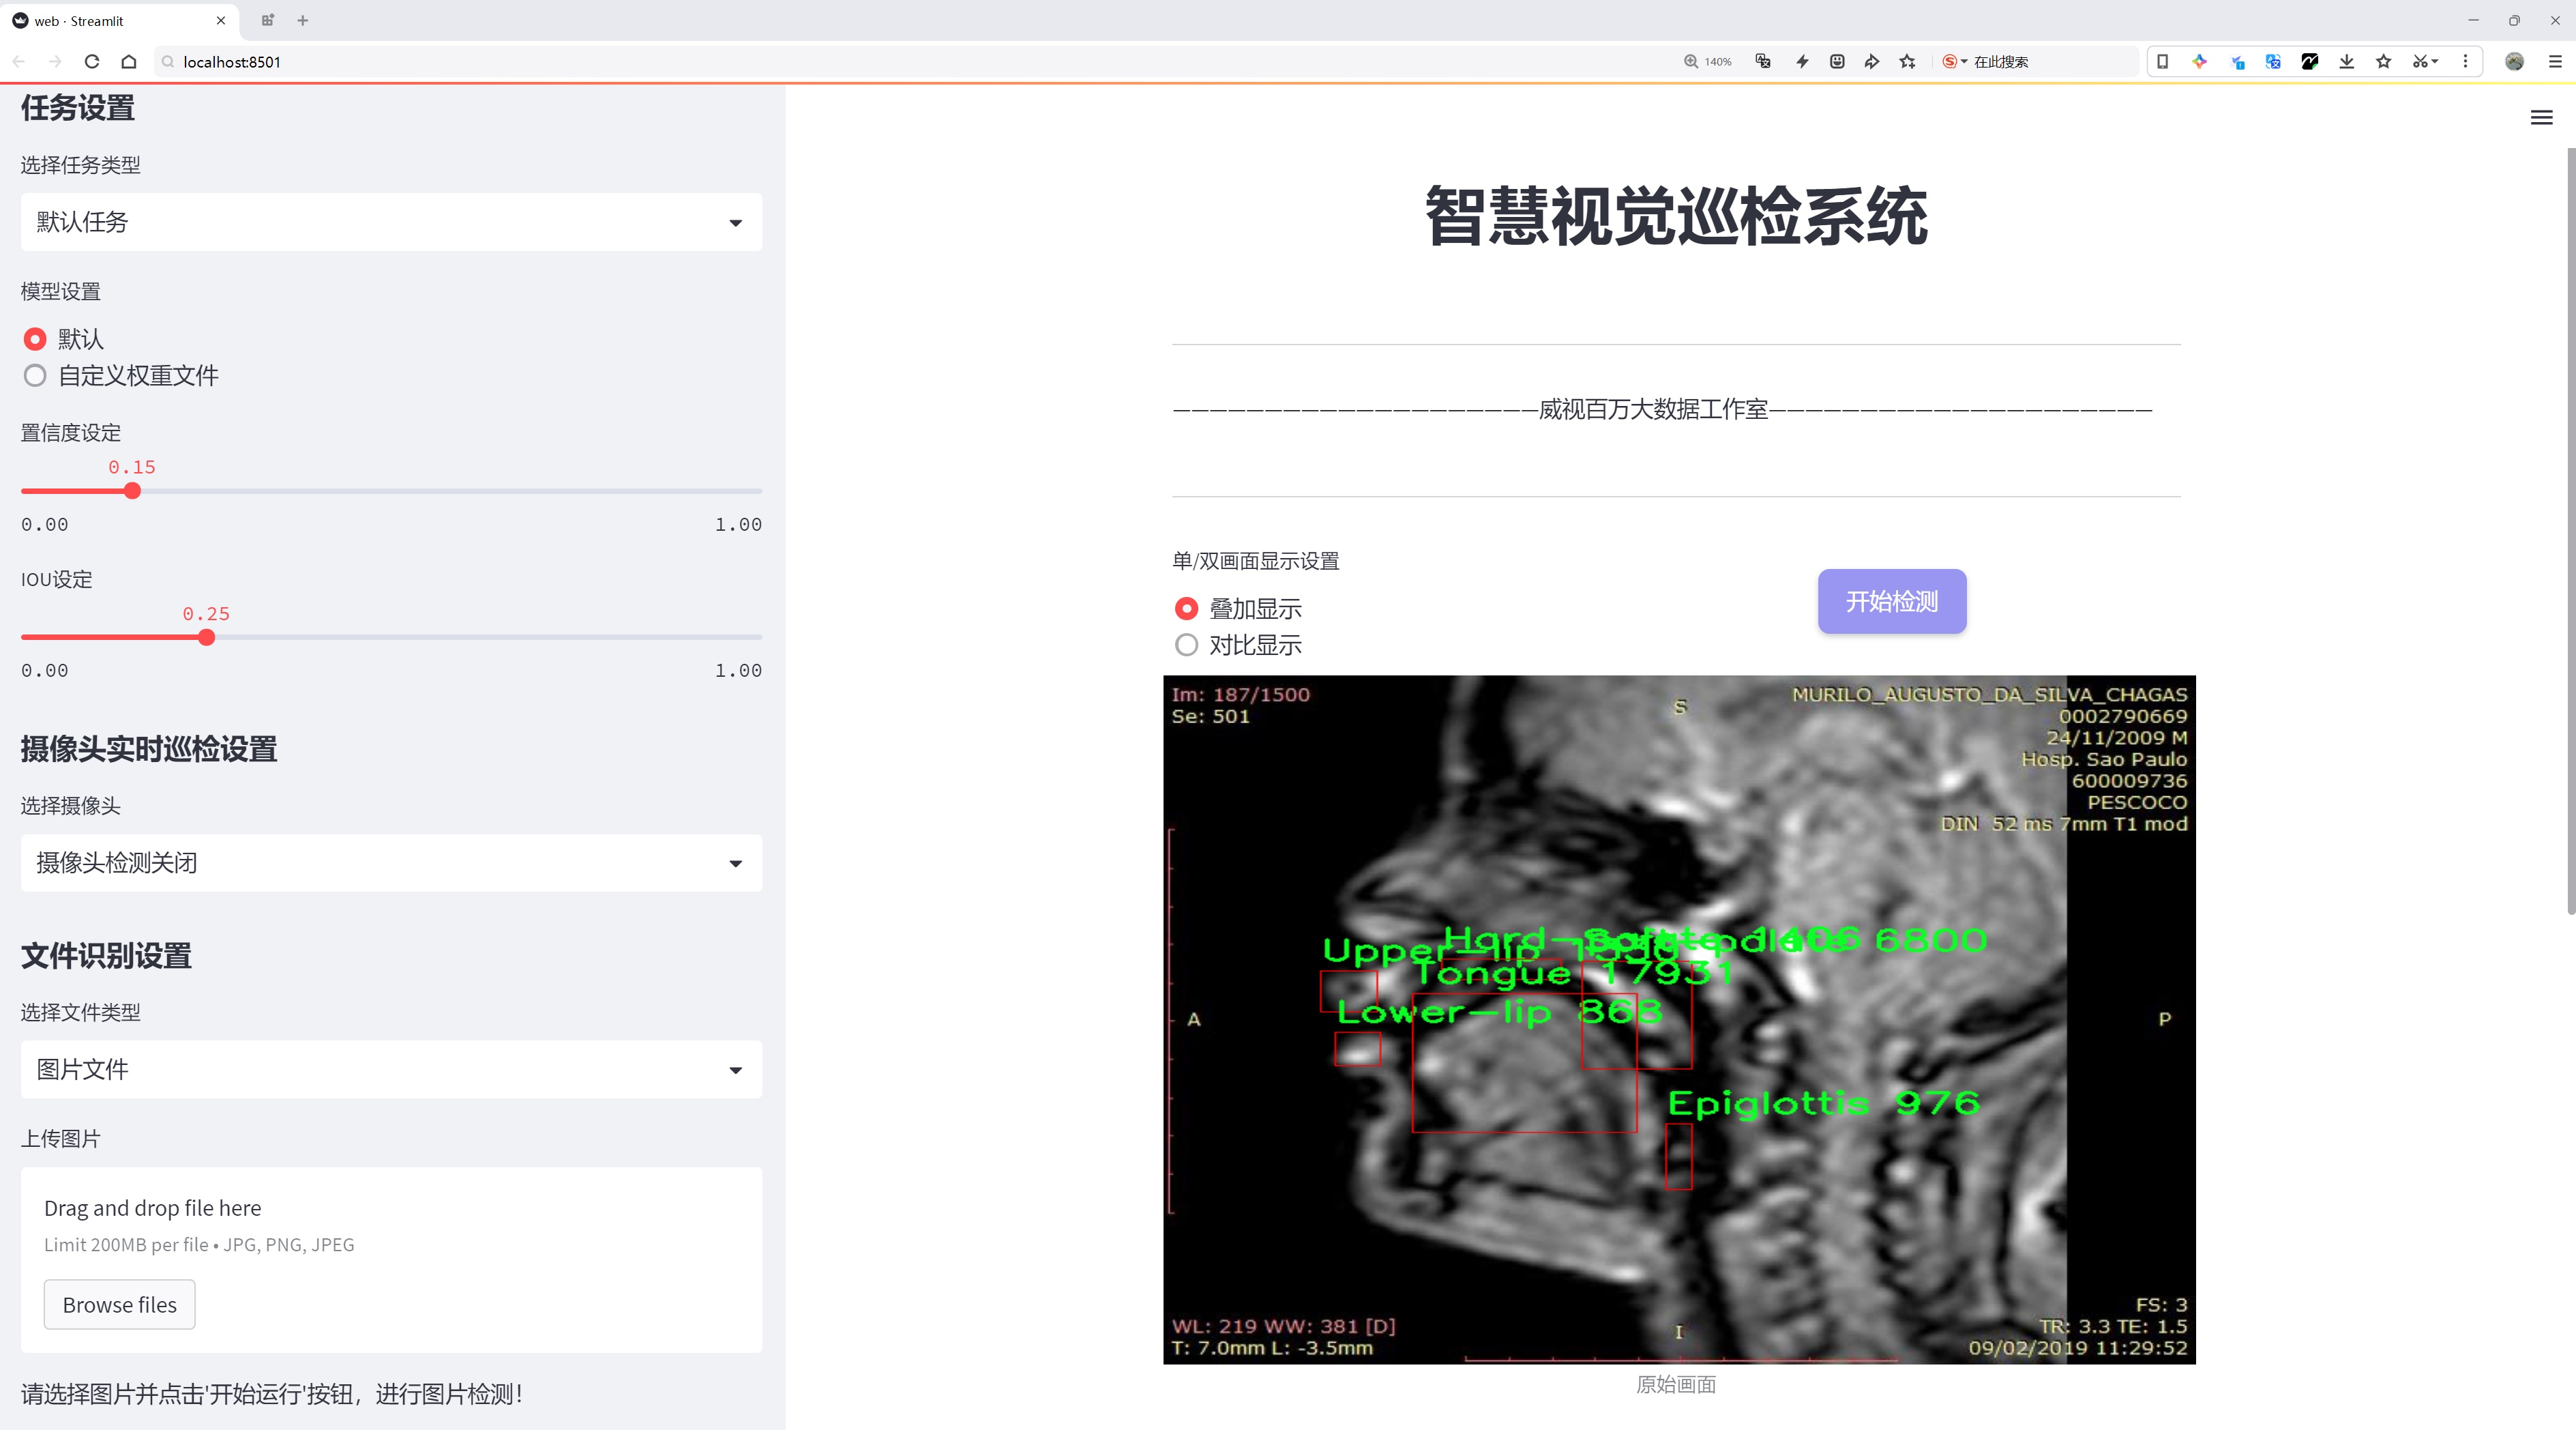 web · Streamlit
localhost:8501
140%
在此搜索
任务设置
选择任务类型
默认任务
模型设置
默认
自定义权重文件
置信度设定
0.15
0.00 1.00
IOU设定
0.25
0.00 1.00
摄像头实时巡检设置
选择摄像头
摄像头检测关闭
文件识别设置
选择文件类型
图片文件
上传图片
Drag and drop file here
Limit 200MB per file • JPG, PNG, JPEG
Browse files
请选择图片并点击'开始运行'按钮，进行图片检测！
智慧视觉巡检系统
—————————————————————威视百万大数据工作室—————————————————————
单/双画面显示设置
叠加显示
对比显示
开始检测
Im: 187/1500
Se: 501
S
MURILO_AUGUSTO_DA_SILVA_CHAGAS
0002790669
24/11/2009 M
Hosp. Sao Paulo
600009736
PESCOCO
DIN 52 ms 7mm T1 mod
Upper-lip
6800
Tongue 17931
Lower-lip 868
A
P
Epiglottis 976
WL: 219 WW: 381 [D]
T: 7.0mm L: -3.5mm
I
FS: 3
TR: 3.3 TE: 1.5
09/02/2019 11:29:52
原始画面